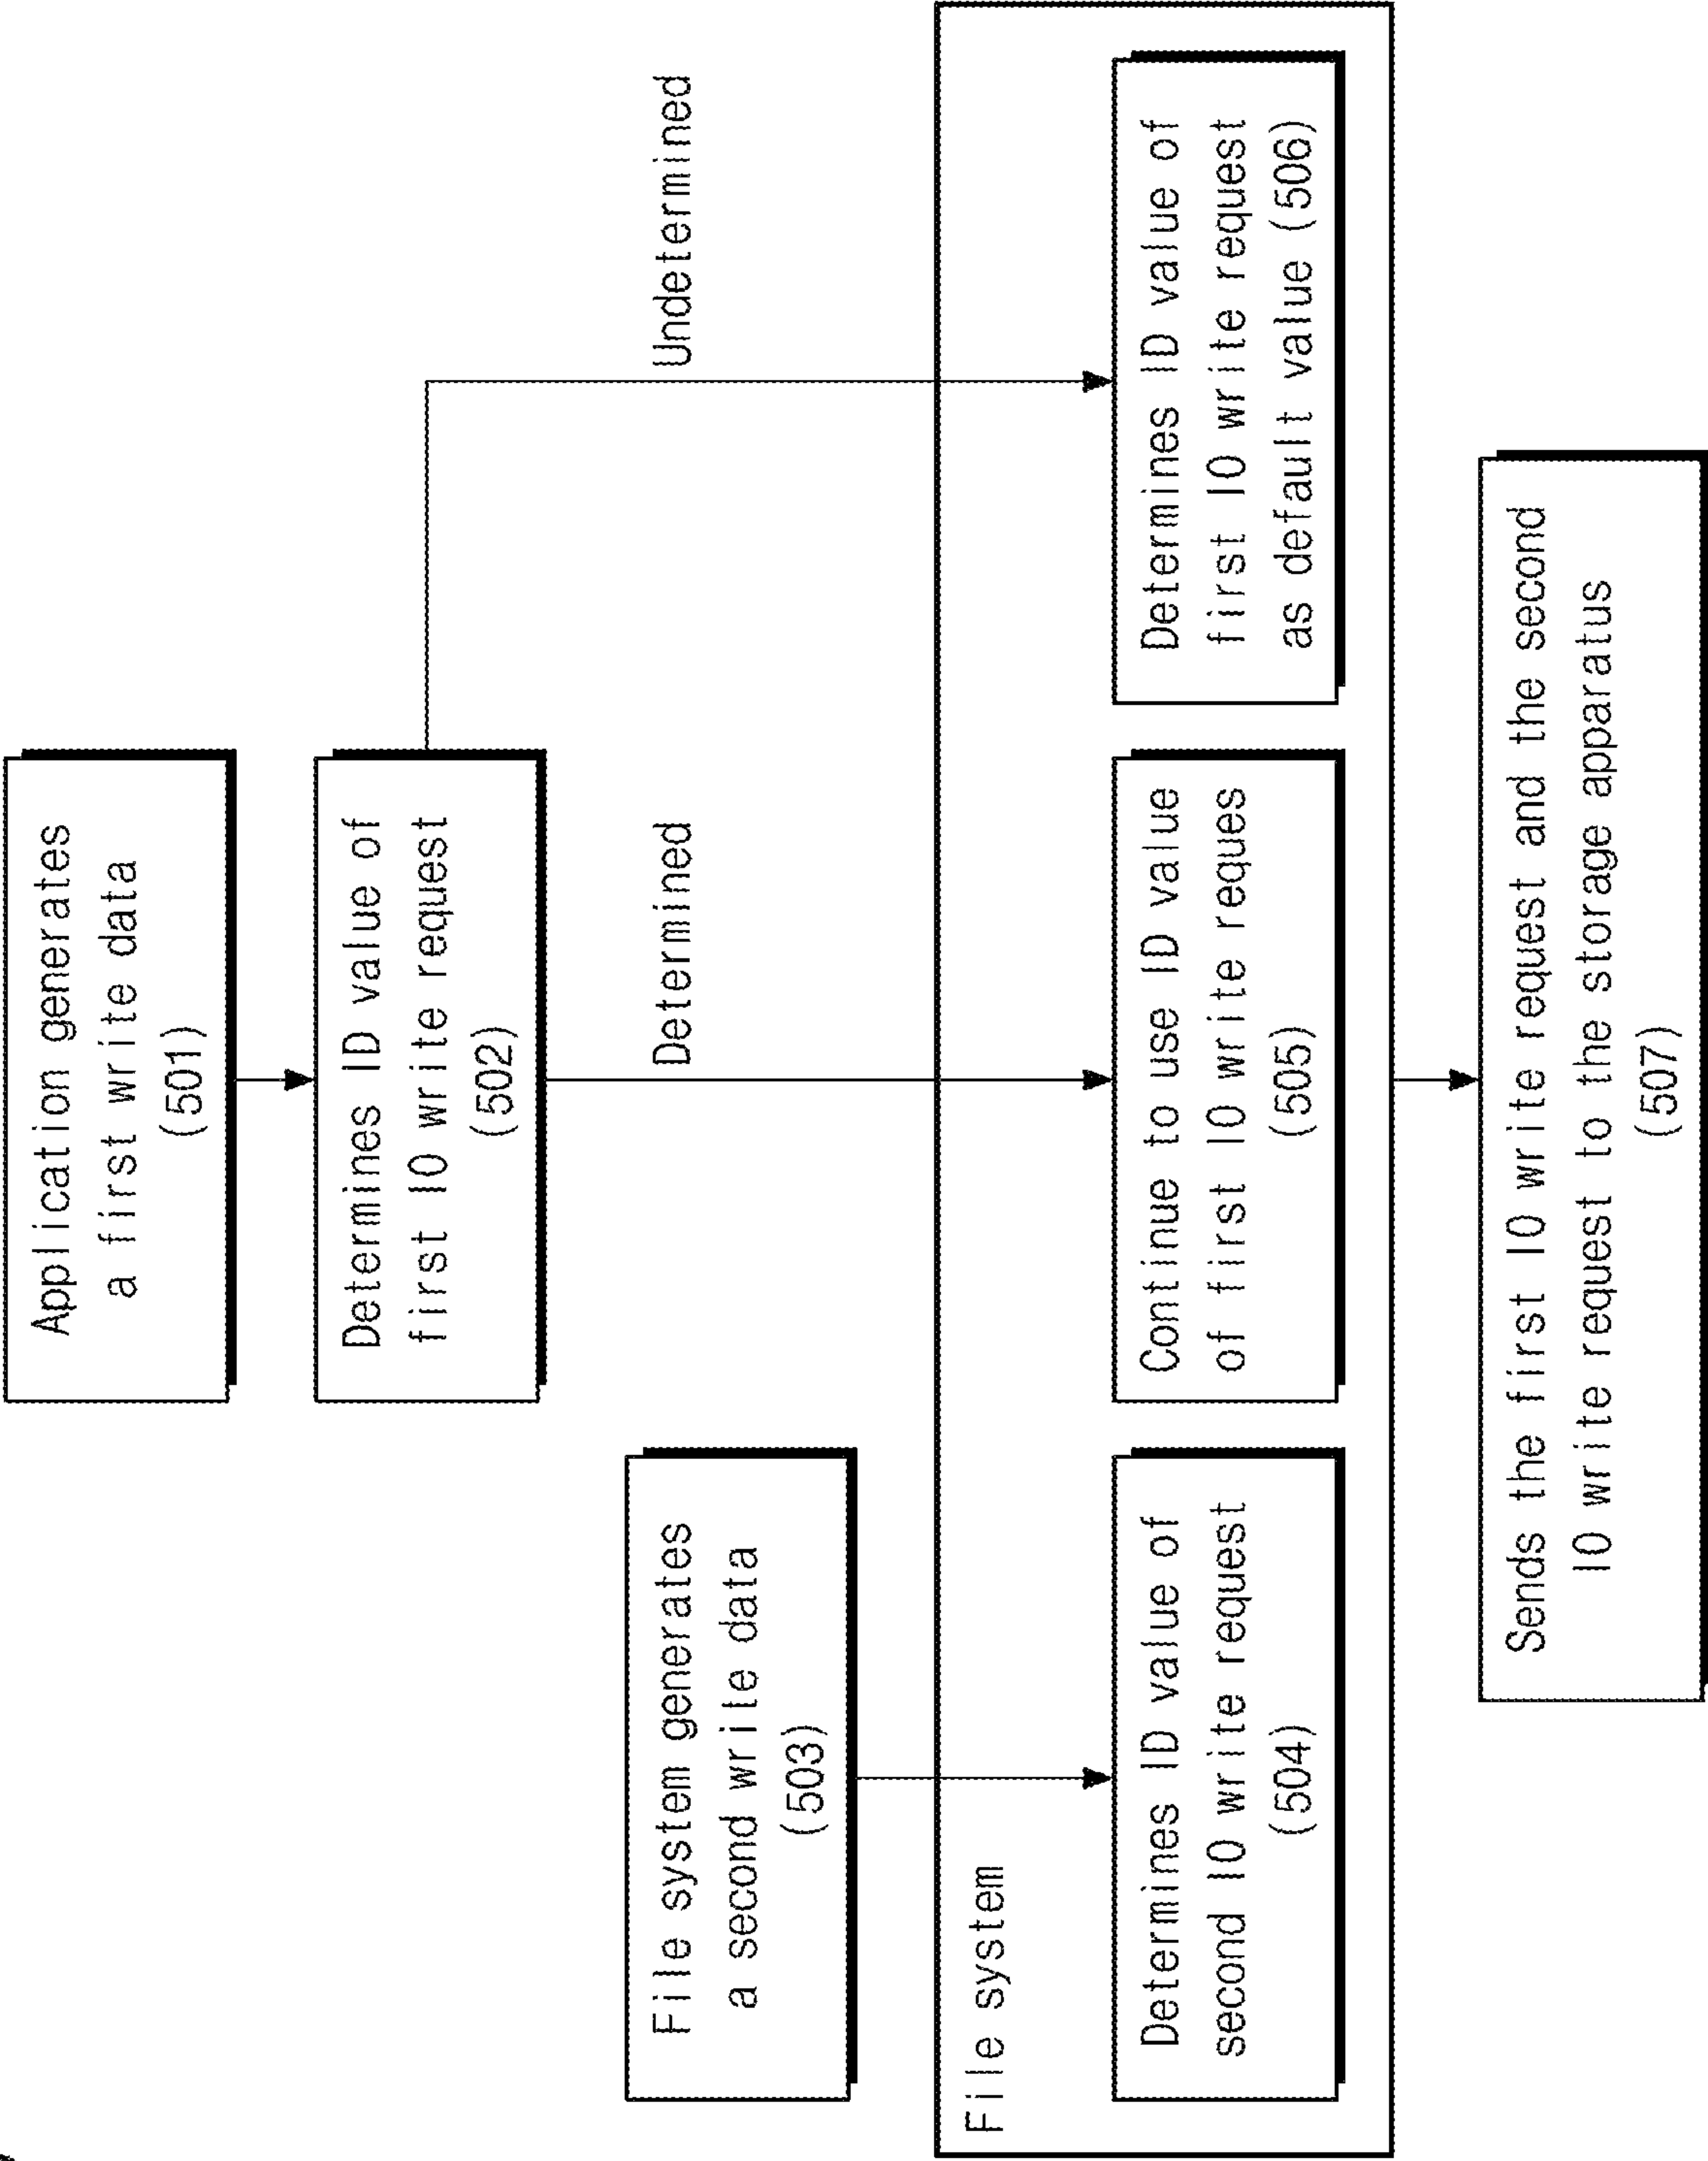 Application generates
a first write data
(501)
Determines ID value of
first IO write request
(502)
Undetermined
Determined
File system generates
a second write data
(503)
File system
Determines ID value of
second IO write request
(504)
Continue to use ID value
of first IO write reques
(505)
Determines ID value of
first IO write request
as default value (506)
Sends the first IO write request and the second
IO write request to the storage apparatus
(507)